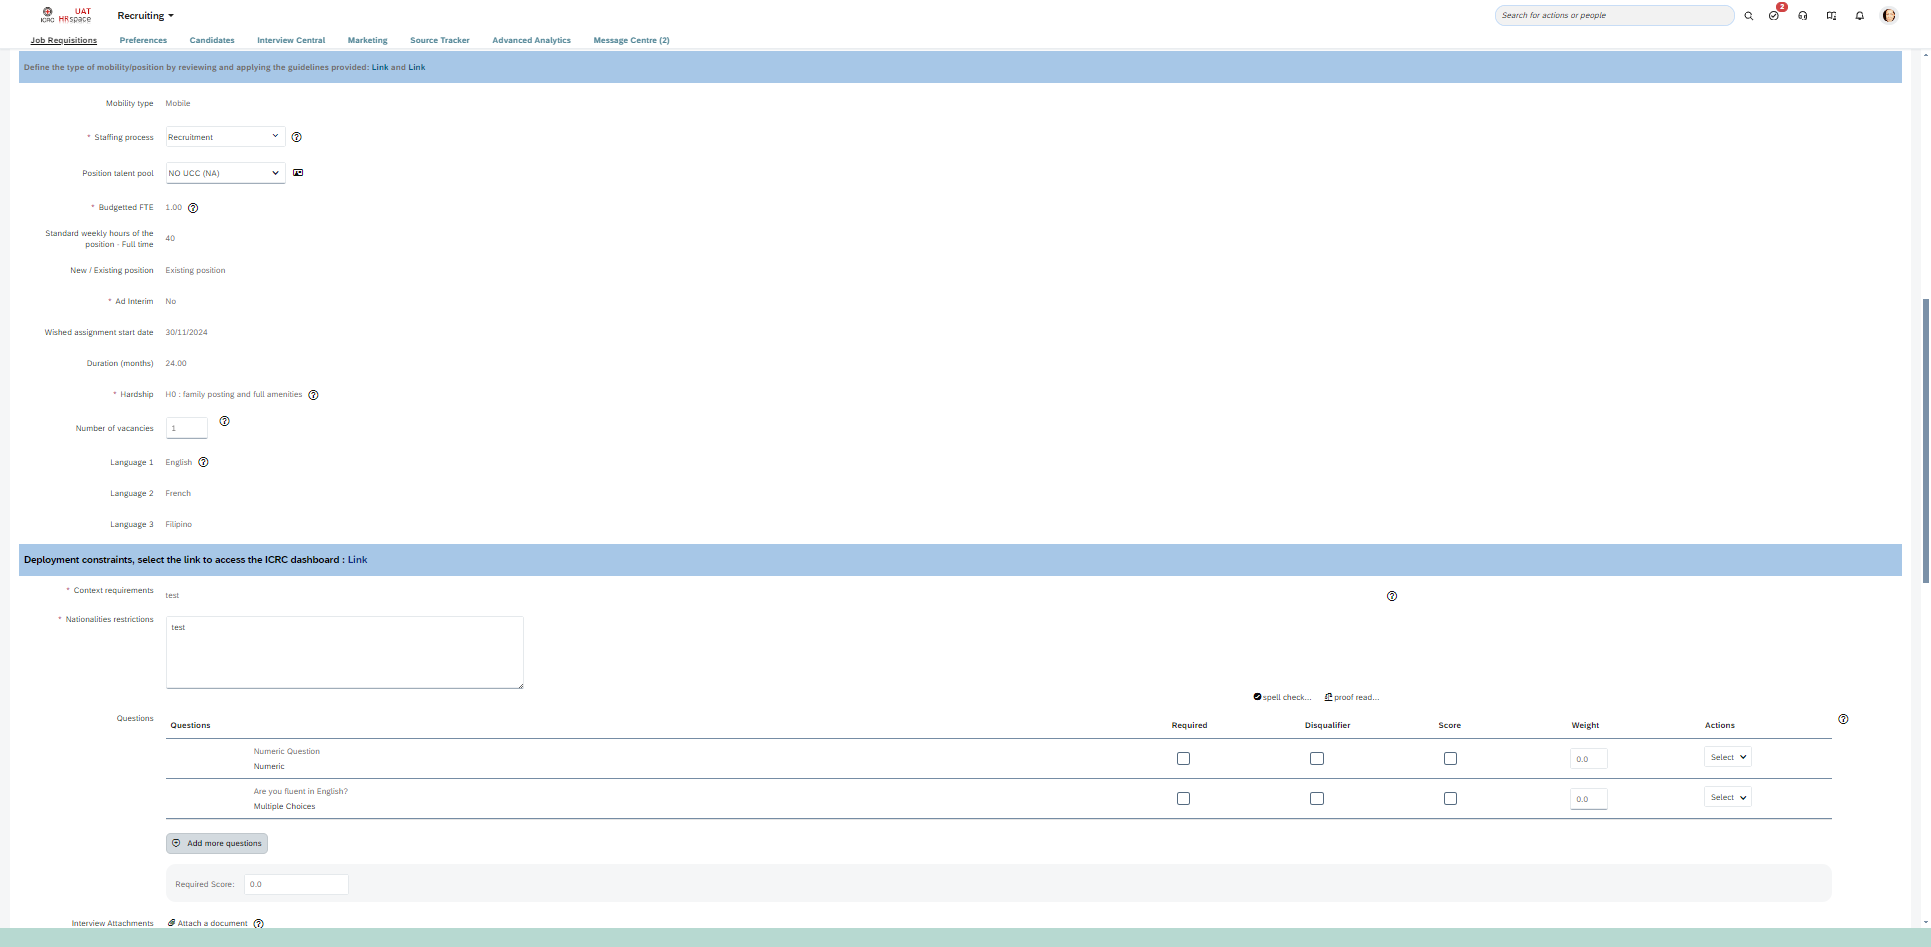 ICRC
UAT
HRspace
Recruiting
Search for actions or people
2
Job Requisitions
Preferences
Candidates
Interview Central
Marketing
Source Tracker
Advanced Analytics
Message Centre (2)
Define the type of mobility/position by reviewing and applying the guidelines provided: Link and Link
Mobility type Mobile
* Staffing process Recruitment
Position talent pool NO UCC (NA)
* Budgetted FTE 1.00
Standard weekly hours of the
position - Full time 40
New / Existing position Existing position
* Ad Interim No
Wished assignment start date 30/11/2024
Duration (months) 24.00
* Hardship H0 : family posting and full amenities
Number of vacancies 1
Language 1 English
Language 2 French
Language 3 Filipino
Deployment constraints, select the link to access the ICRC dashboard : Link
* Context requirements test
* Nationalities restrictions test
spell check... proof read...
Questions
Questions Required Disqualifier Score Weight Actions
Numeric Question
Numeric 0.0 Select
Are you fluent in English?
Multiple Choices 0.0 Select
Add more questions
Required Score: 0.0
Interview Attachments Attach a document